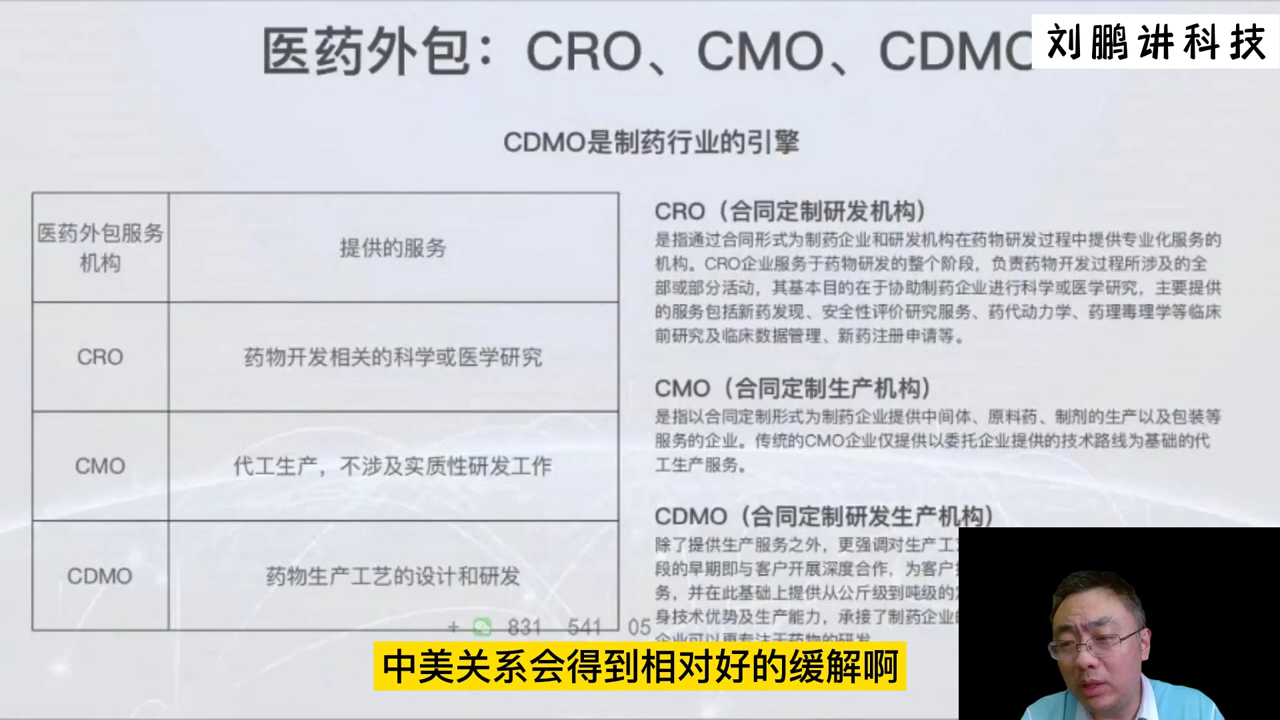 医药外包：CRO、CMO、CDMO
刘鹏讲科技
CDMO是制药行业的引擎
医药外包服务机构
提供的服务
CRO
药物开发相关的科学或医学研究
CMO
代工生产，不涉及实质性研发工作
CDMO
药物生产工艺的设计和研发
CRO（合同定制研发机构）
是指通过合同形式为制药企业和研发机构在药物研发过程中提供专业化服务的
机构。CRO企业服务于药物研发的整个阶段，负责药物开发过程所涉及的全
部或部分活动，其基本目的在于协助制药企业进行科学或医学研究，主要提供
的服务包括新药发现、安全性评价研究服务、药代动力学、药理毒理学等临床
前研究及临床数据管理、新药注册申请等。
CMO（合同定制生产机构）
是指以合同定制形式为制药企业提供中间体、原料药、制剂的生产以及包装等
服务的企业。传统的CMO企业仅提供以委托企业提供的技术路线为基础的代
工生产服务。
CDMO（合同定制研发生产机构）
除了提供生产服务之外，更强调对生产工
段的早期即与客户开展深度合作，为客户
务，并在此基础上提供从公斤级到吨级的
身技术优势及生产能力，承接了制药企业
企业可以更专注于药物的研发
+ 831 541 05
中美关系会得到相对好的缓解啊